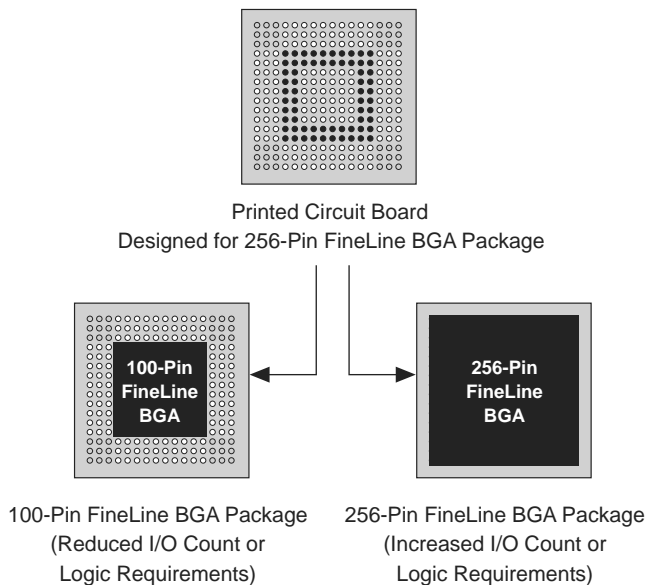 Printed Circuit Board
Designed for 256-Pin FineLine BGA Package
100-Pin
FineLine
BGA
256-Pin
FineLine
BGA
100-Pin FineLine BGA Package
(Reduced I/O Count or
Logic Requirements)
256-Pin FineLine BGA Package
(Increased I/O Count or
Logic Requirements)